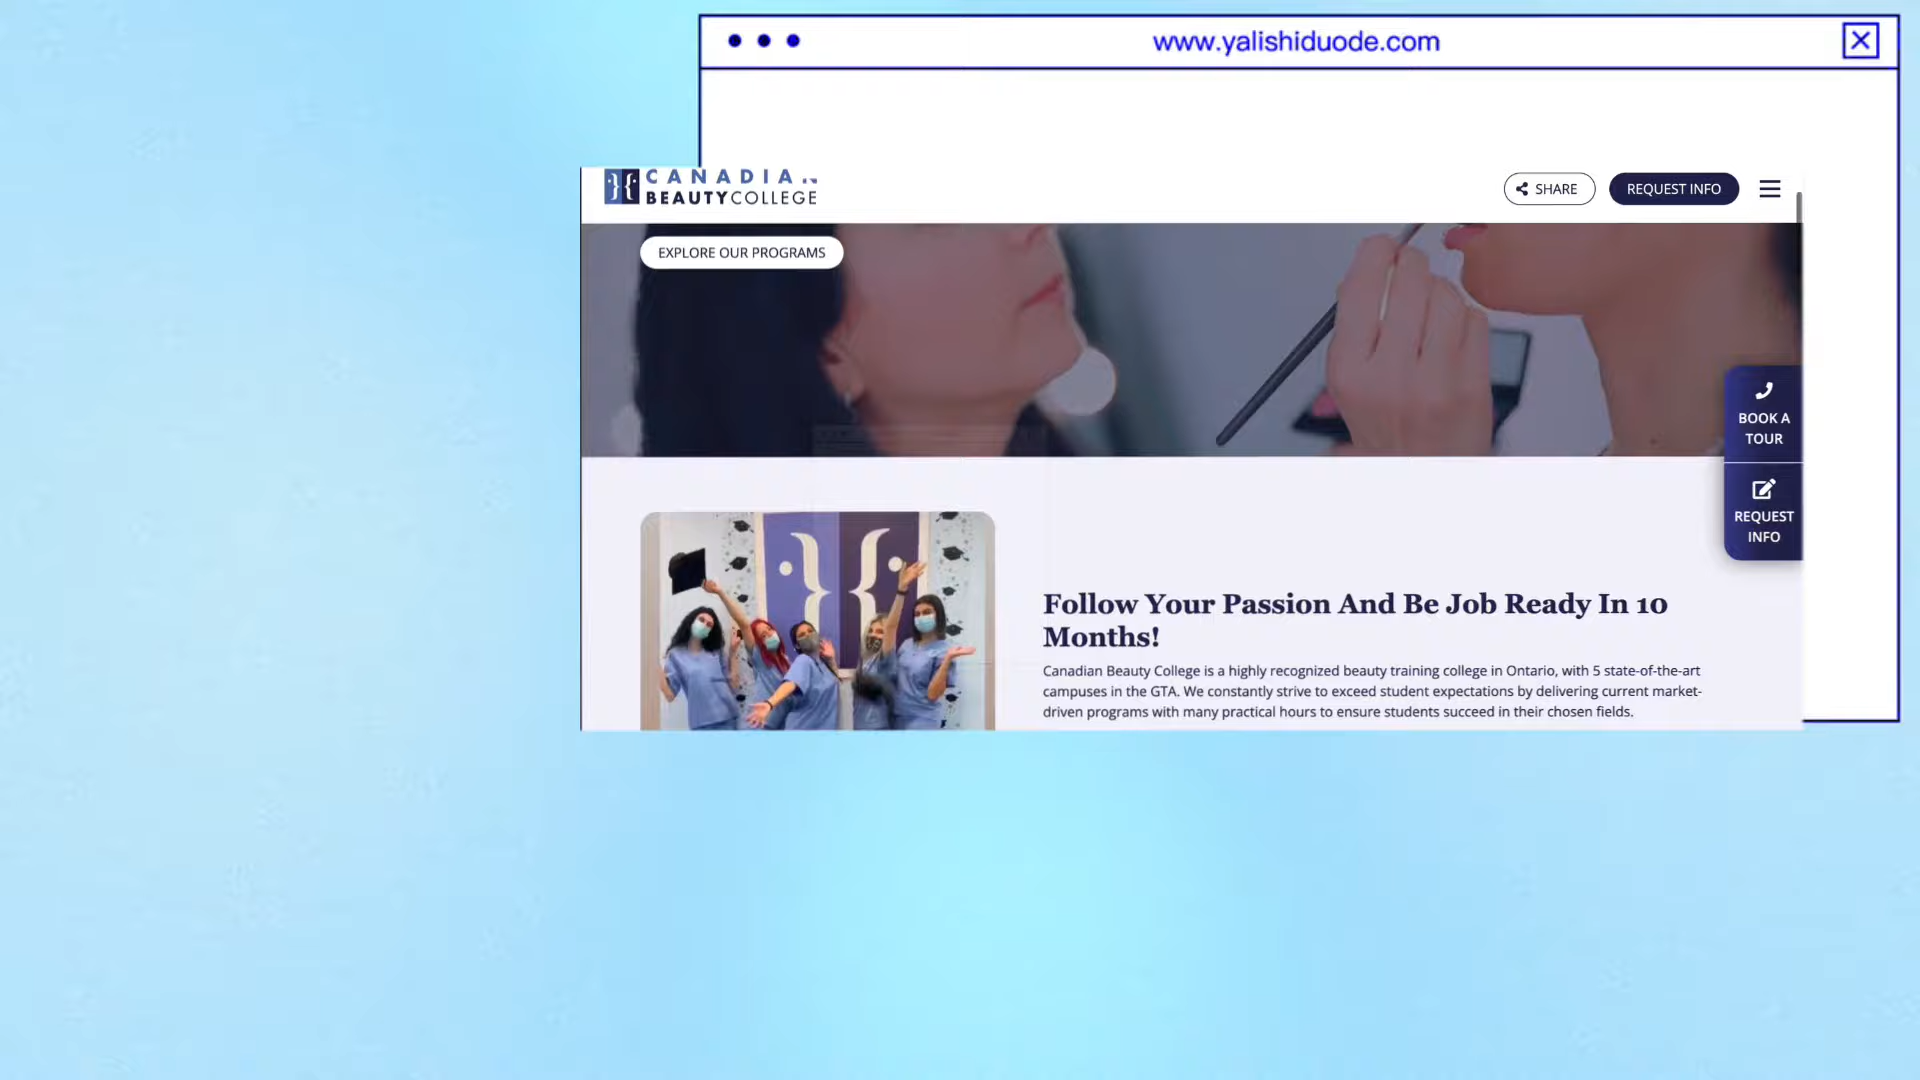 www.yalishiduode.com
CANADIAN
BEAUTYCOLLEGE
SHARE
REQUEST INFO
EXPLORE OUR PROGRAMS
BOOK A
TOUR
REQUEST
INFO
Follow Your Passion And Be Job Ready In 10
Months!
Canadian Beauty College is a highly recognized beauty training college in Ontario, with 5 state-of-the-art
campuses in the GTA. We constantly strive to exceed student expectations by delivering current market-
driven programs with many practical hours to ensure students succeed in their chosen fields.